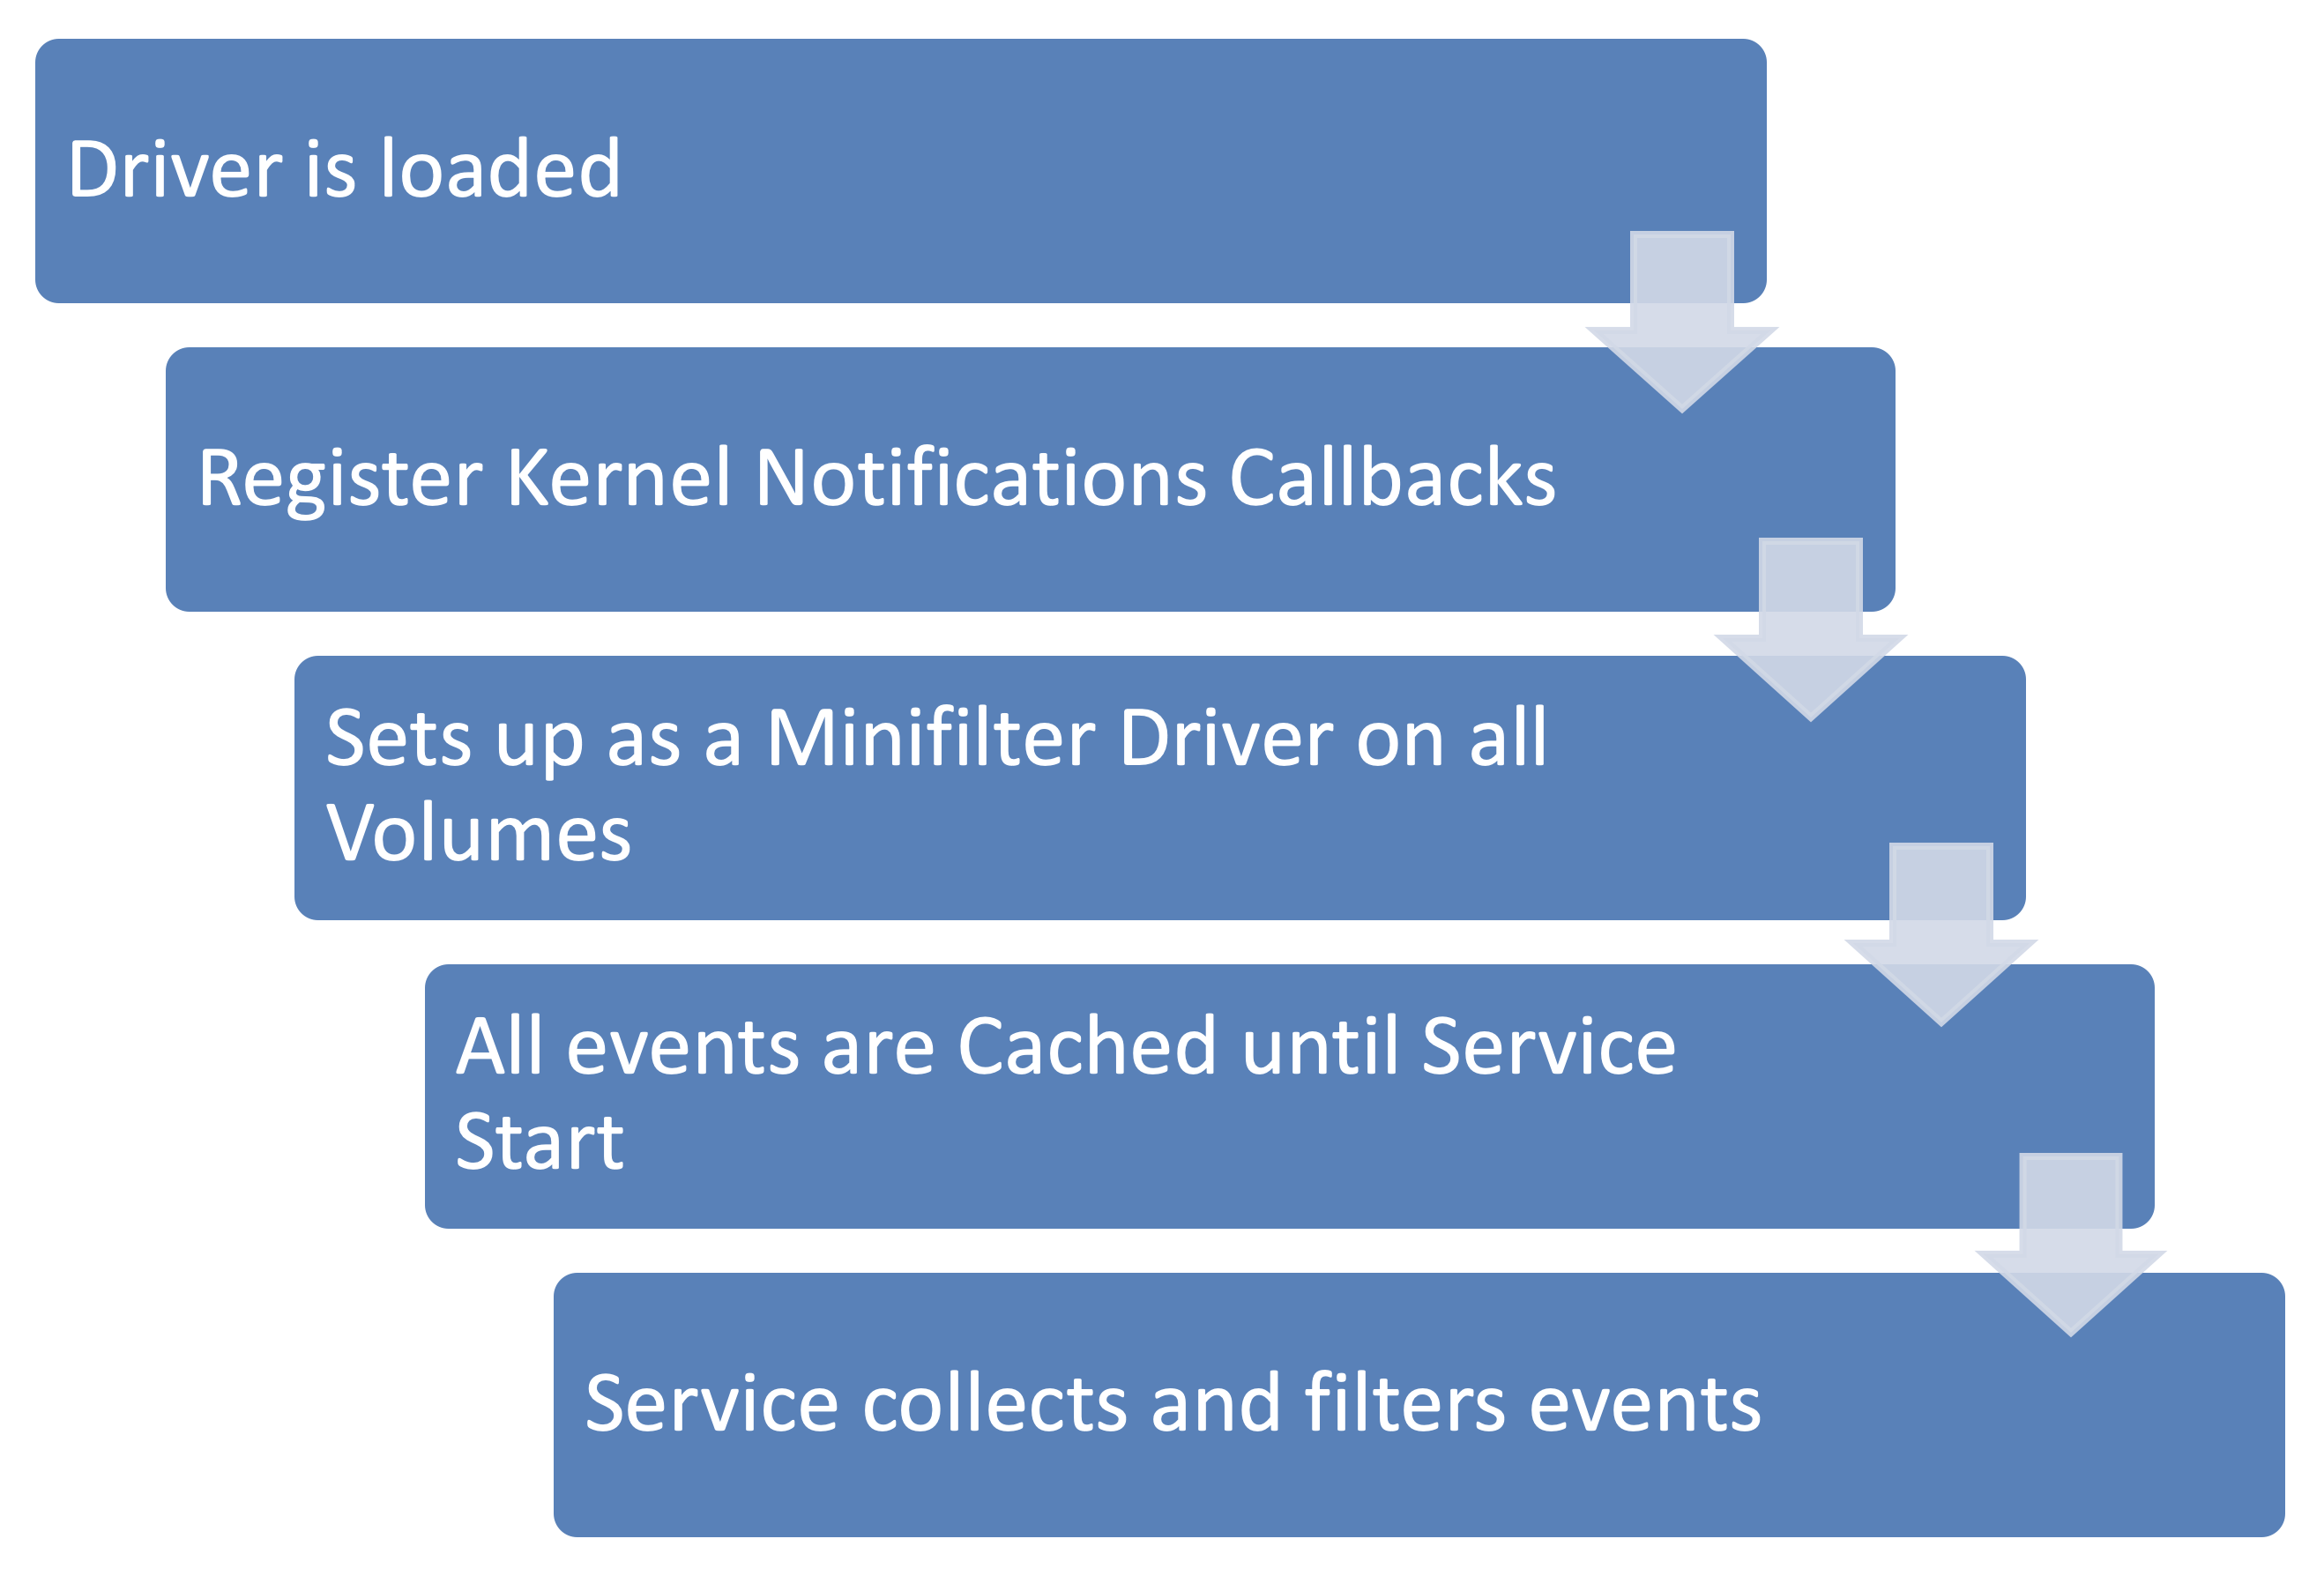 Driver is loaded
Register Kernel Notifications Callbacks
Sets up as a Minifilter Driver on all
Volumes
All events are Cached until Service
Start
Service collects and filters events